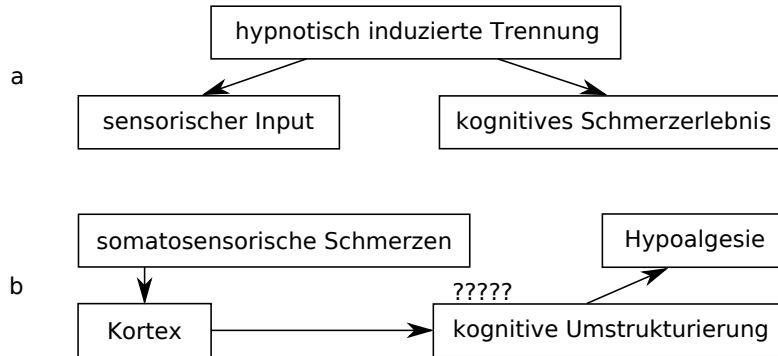 hypnotisch induzierte Trennung
a
sensorischer Input
kognitives Schmerzerlebnis
somatosensorische Schmerzen
Hypoalgesie
b
?????
Kortex
kognitive Umstrukturierung